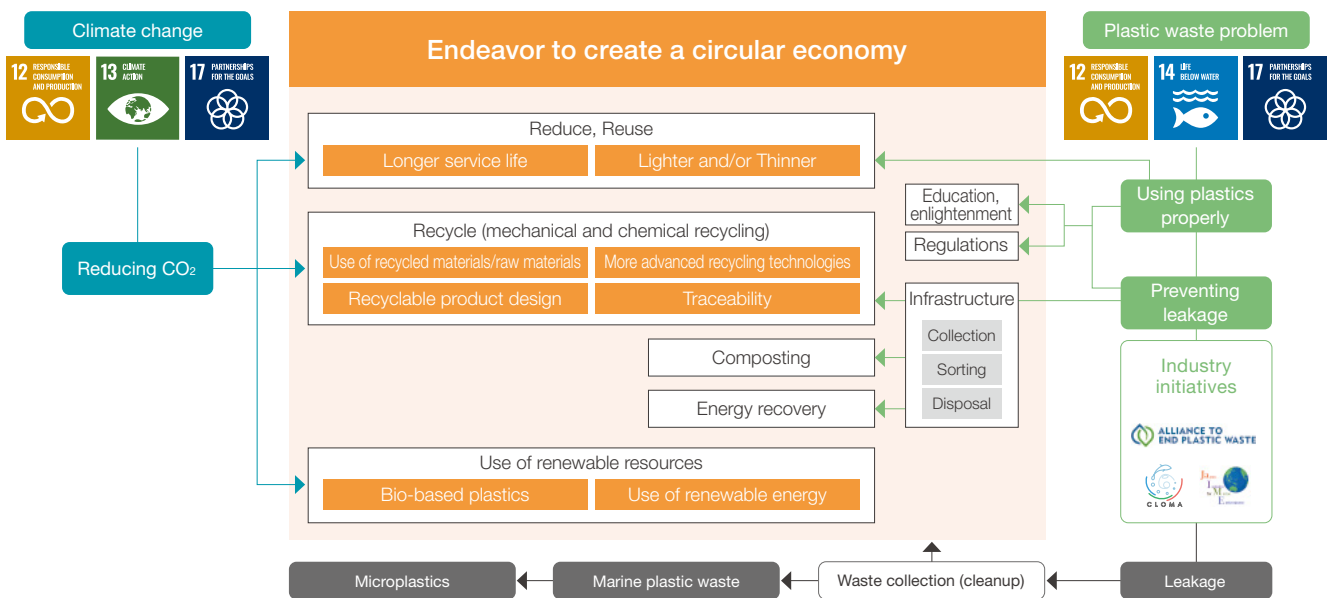 Climate change
12 RESPONSIBLE
CONSUMPTION
AND PRODUCTION
13 CLIMATE
ACTION
17 PARTNERSHIPS
FOR THE GOALS
Endeavor to create a circular economy
Plastic waste problem
12 RESPONSIBLE
CONSUMPTION
AND PRODUCTION
14 LIFE
BELOW WATER
17 PARTNERSHIPS
FOR THE GOALS
Reducing CO₂
Reduce, Reuse
Longer service life
Lighter and/or Thinner
Recycle (mechanical and chemical recycling)
Use of recycled materials/raw materials
More advanced recycling technologies
Recyclable product design
Traceability
Composting
Energy recovery
Use of renewable resources
Bio-based plastics
Use of renewable energy
Education,
enlightenment
Regulations
Infrastructure
Collection
Sorting
Disposal
Using plastics
properly
Preventing
leakage
Industry
initiatives
ALLIANCE TO
END PLASTIC WASTE
CLOMA
Microplastics
Marine plastic waste
Waste collection (cleanup)
Leakage